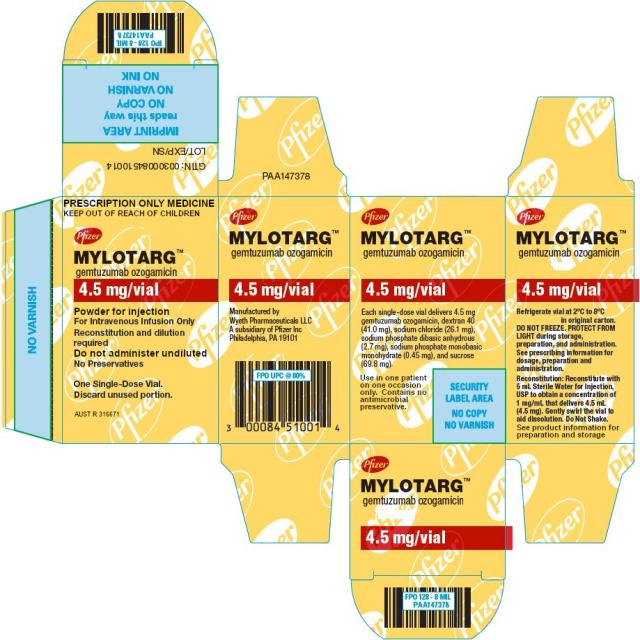 FPO 128 - 8 MIL
PAA147378
IMPRINT AREA
reads this way
NO COPY
NO VARNISH
NO INK
GTIN: 00300084510014
LOT/EXP/SN
NO VARNISH
PRESCRIPTION ONLY MEDICINE
KEEP OUT OF REACH OF CHILDREN
Pfizer
MYLOTARG™
gemtuzumab ozogamicin
4.5 mg/vial
Powder for injection
For Intravenous Infusion Only
Reconstitution and dilution
required
Do not administer undiluted
No Preservatives
One Single-Dose Vial.
Discard unused portion.
AUST R 316671
PAA147378
Pfizer
MYLOTARG™
gemtuzumab ozogamicin
4.5 mg/vial
Manufactured by
Wyeth Pharmaceuticals LLC
A subsidiary of Pfizer Inc
Philadelphia, PA 19101
FPO UPC @ 80%
3 00084 51001 4
Pfizer
MYLOTARG™
gemtuzumab ozogamicin
4.5 mg/vial
Each single-dose vial delivers 4.5 mg
gemtuzumab ozogamicin, dextran 40
(41.0 mg), sodium chloride (26.1 mg),
sodium phosphate dibasic anhydrous
(2.7 mg), sodium phosphate monobasic
monohydrate (0.45 mg), and sucrose
(69.8 mg).
Use in one patient
on one occasion
only. Contains no
antimicrobial
preservative.
SECURITY
LABEL AREA
NO COPY
NO VARNISH
Pfizer
MYLOTARG™
gemtuzumab ozogamicin
4.5 mg/vial
Refrigerate vial at 2°C to 8°C
in original carton.
DO NOT FREEZE. PROTECT FROM
LIGHT during storage,
preparation, and administration.
See prescribing information for
dosage, preparation and
administration.
Reconstitution: Reconstitute with
5 mL Sterile Water for Injection,
USP to obtain a concentration of
1 mg/mL that delivers 4.5 mL
(4.5 mg). Gently swirl the vial to
aid dissolution. Do Not Shake.
See product information for
preparation and storage
Pfizer
MYLOTARG™
gemtuzumab ozogamicin
4.5 mg/vial
FPO 128 - 8 MIL
PAA147378